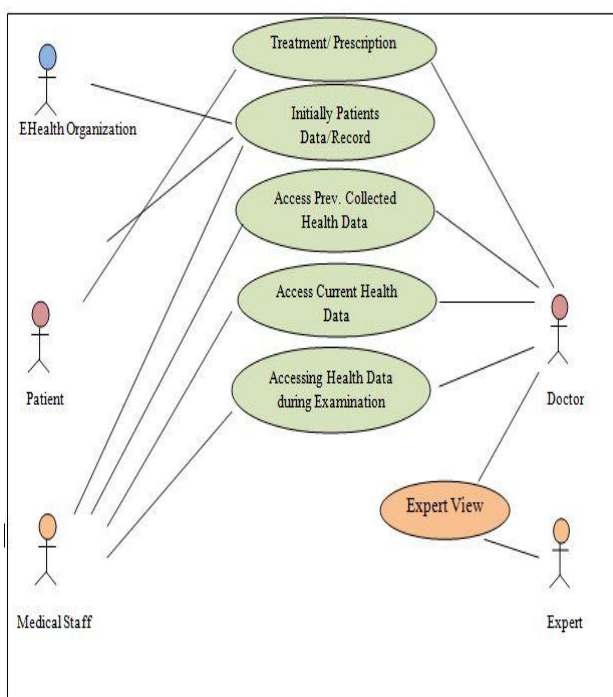 Treatment/ Prescription
EHealth Organization
Initially Patients
Data/Record
Access Prev. Collected
Health Data
Access Current Health
Data
Patient
Accessing Health Data
during Examination
Doctor
Expert View
Medical Staff
Expert